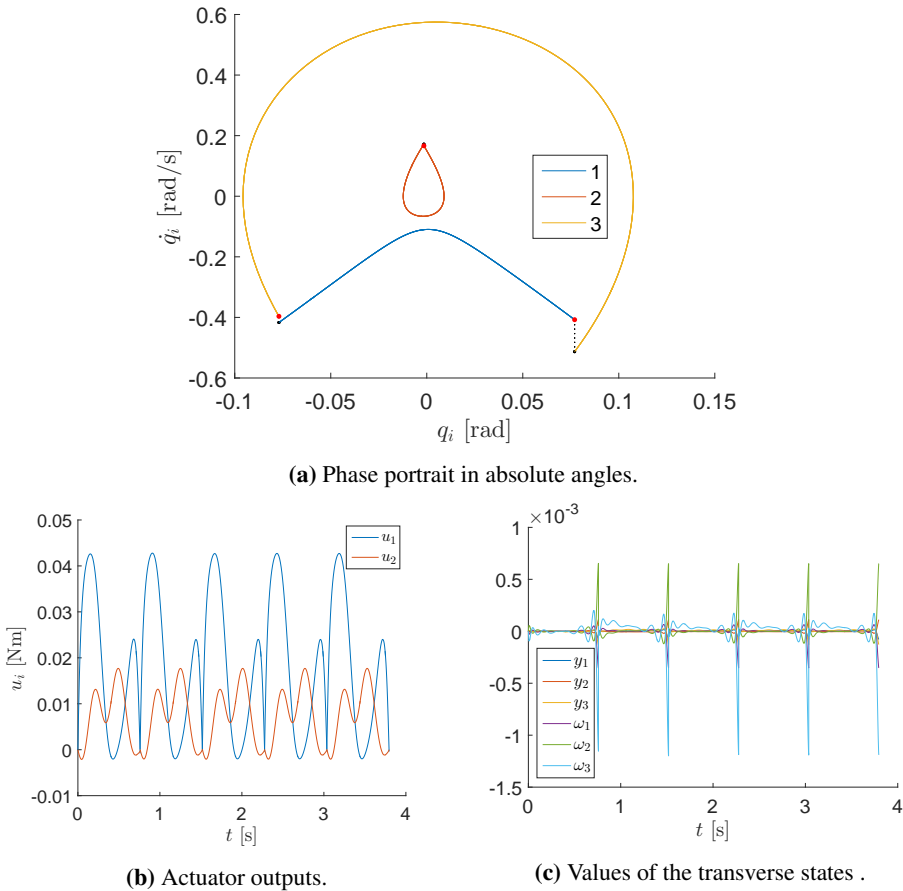 0.6
0.4
0.2
0
-0.2
-0.4
-0.6
q̇_i [rad/s]
1
2
3
-0.1 -0.05 0 0.05 0.1 0.15
q_i [rad]
(a) Phase portrait in absolute angles.
0.05
0.04
0.03
0.02
0.01
0
-0.01
u_i [Nm]
u_1
u_2
0 1 2 3 4
t [s]
(b) Actuator outputs.
×10^-3
1
0.5
0
-0.5
-1
-1.5
y_1
y_2
y_3
ω_1
ω_2
ω_3
0 1 2 3 4
t [s]
(c) Values of the transverse states .